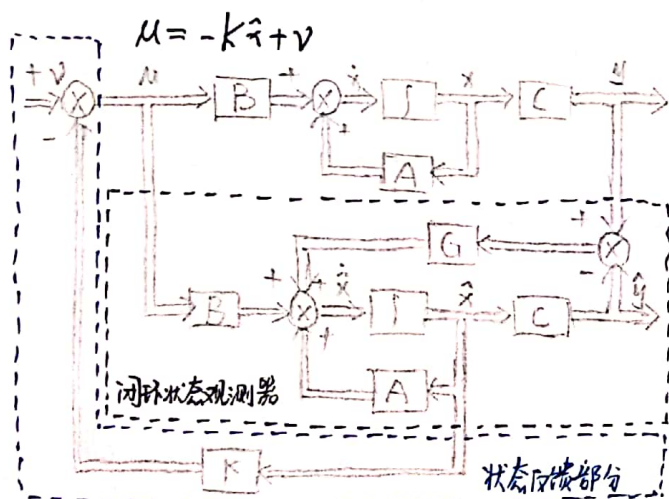 u = -Kx̂ + v
+ v
u
B
+
ẋ
∫
x
C
y
-
+
A
+
G
-
B
+
+
x̂̇
∫
x̂
C
ŷ
+
A
闭环状态观测器
K
状态反馈部分